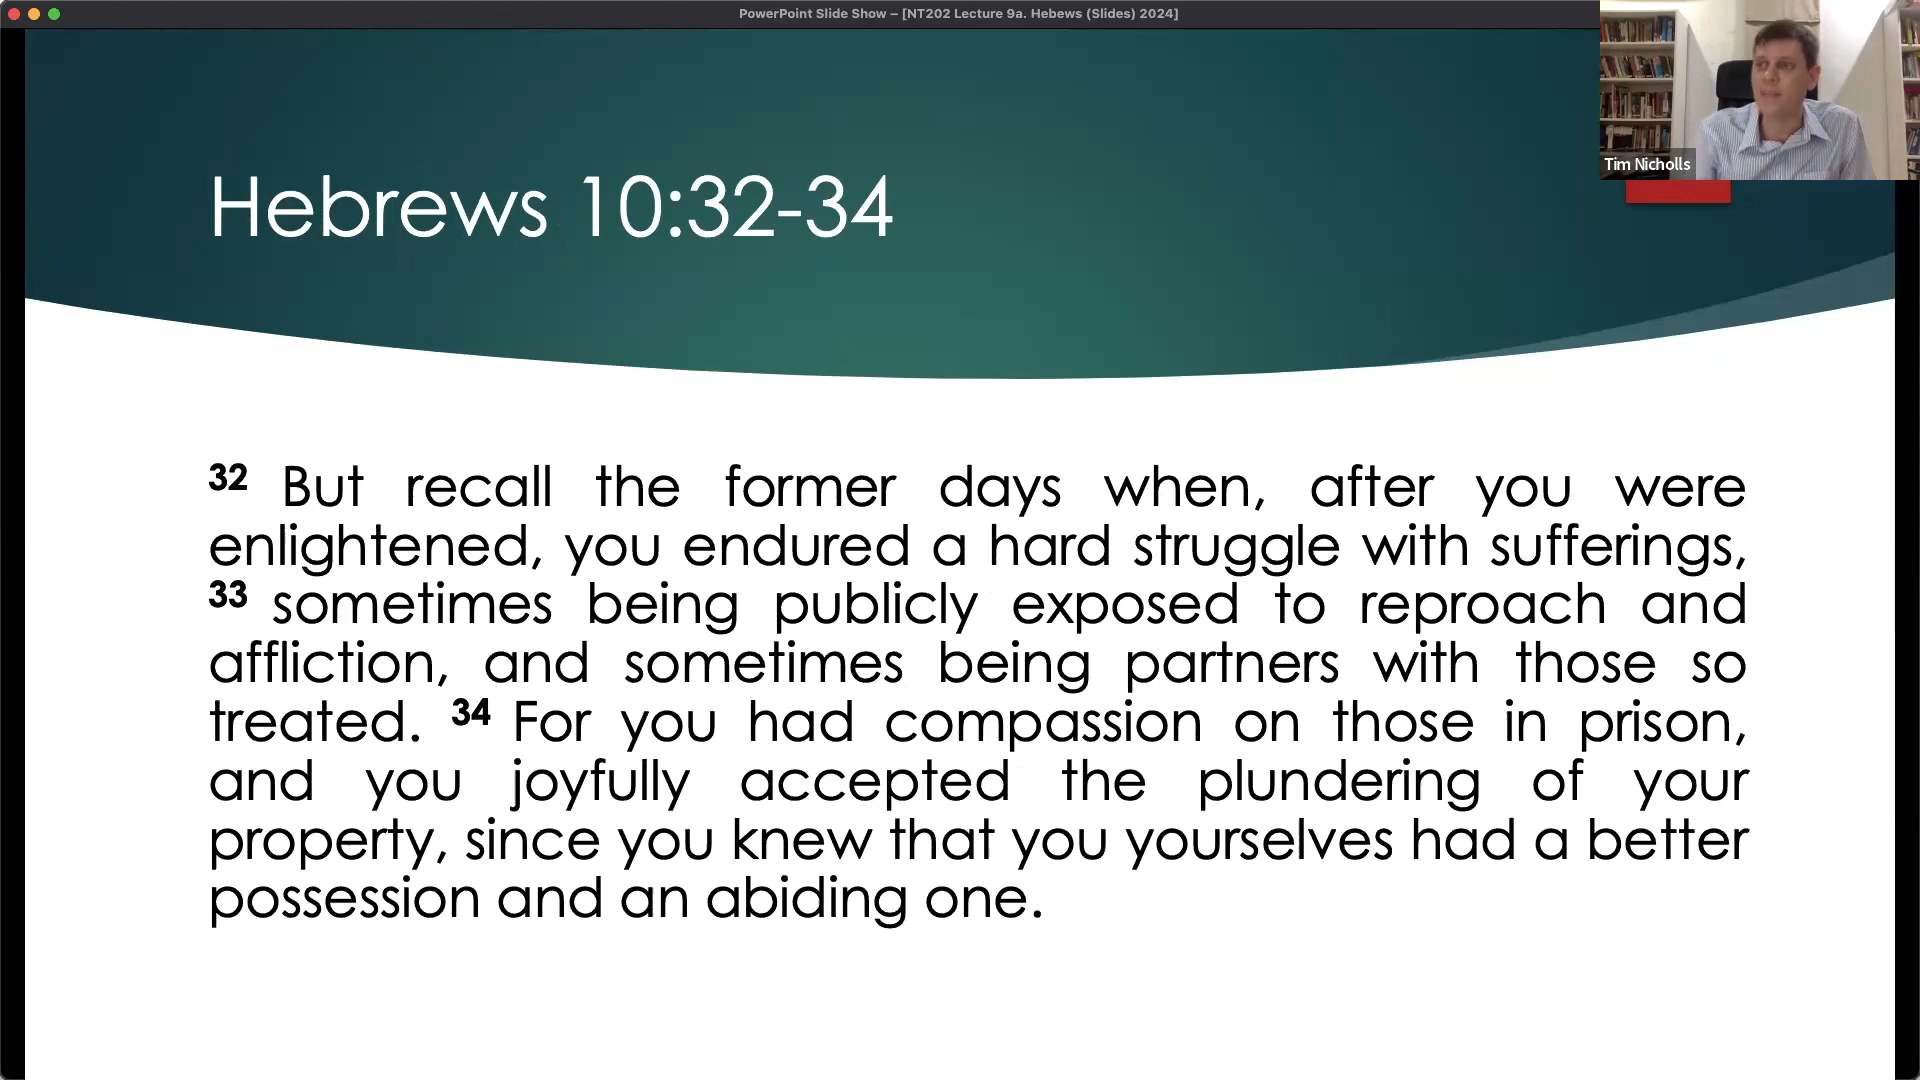 PowerPoint Slide Show – [NT202 Lecture 9a. Hebews (Slides) 2024]
Tim Nicholls
Hebrews 10:32-34
32 But recall the former days when, after you were
enlightened, you endured a hard struggle with sufferings,
33 sometimes being publicly exposed to reproach and
affliction, and sometimes being partners with those so
treated. 34 For you had compassion on those in prison,
and you joyfully accepted the plundering of your
property, since you knew that you yourselves had a better
possession and an abiding one.